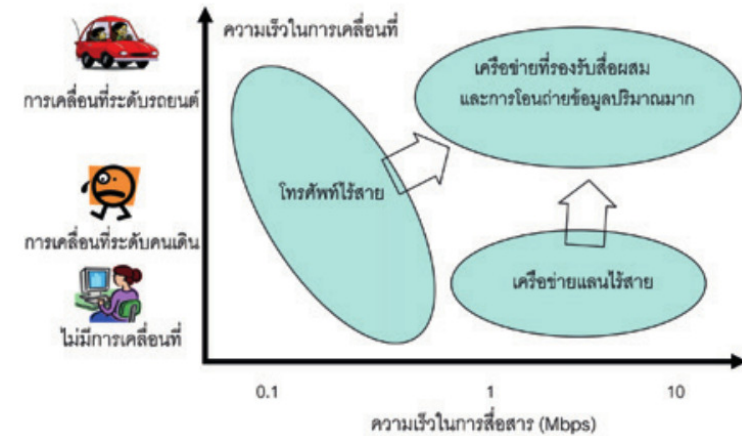 ความเร็วในการเคลื่อนที่
เครือข่ายที่รองรับสื่อผสม
และการโอนถ่ายข้อมูลปริมาณมาก
การเคลื่อนที่ระดับรถยนต์
โทรศัพท์ไร้สาย
การเคลื่อนที่ระดับคนเดิน
เครือข่ายแลนไร้สาย
ไม่มีการเคลื่อนที่
0.1 1 10
ความเร็วในการสื่อสาร (Mbps)